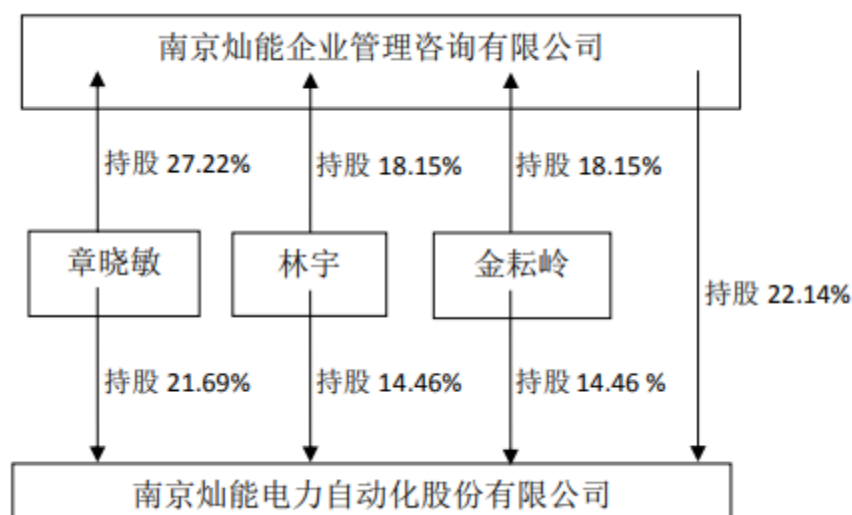 南京灿能企业管理咨询有限公司
持股 27.22%
持股 18.15%
持股 18.15%
章晓敏
林宇
金耘岭
持股 22.14%
持股 21.69%
持股 14.46%
持股 14.46 %
南京灿能电力自动化股份有限公司